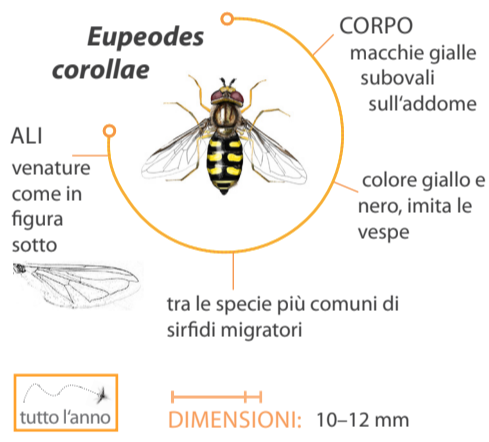 Eupeodes
corollae
CORPO
macchie gialle
subovali
sull'addome
ALI
venature
come in
figura
sotto
colore giallo e
nero, imita le
vespe
tra le specie più comuni di
sirfidi migratori
tutto l'anno
DIMENSIONI: 10–12 mm